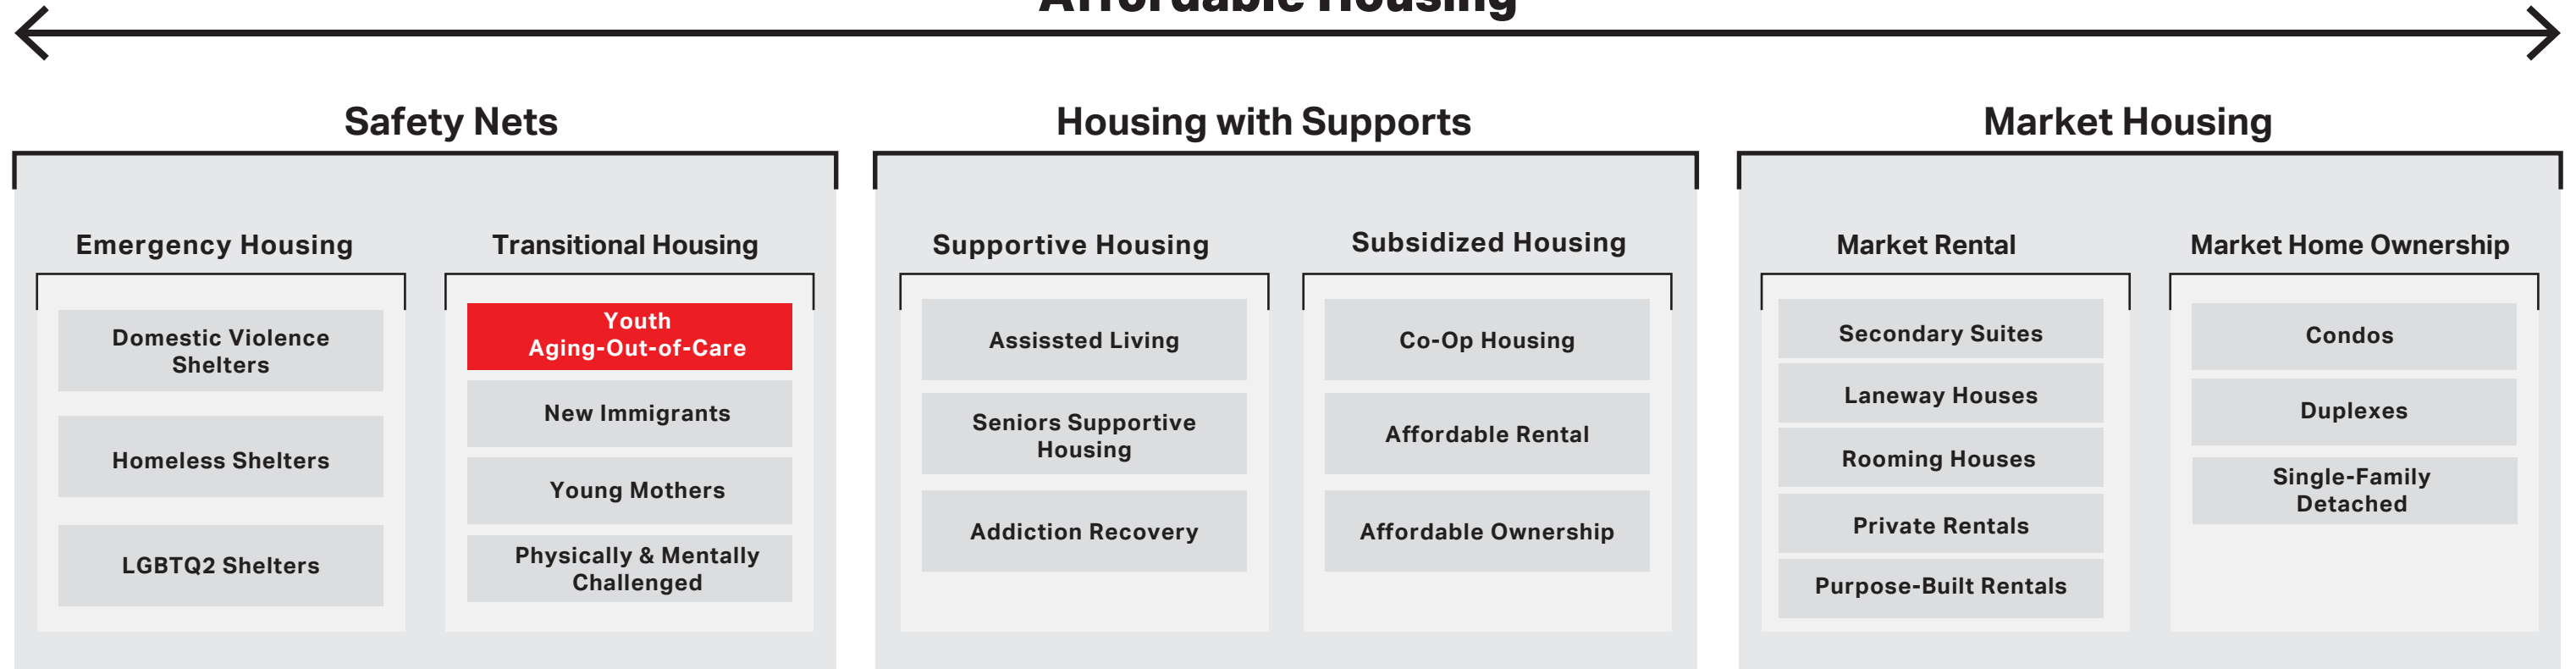 Affordable Housing
Safety Nets
Housing with Supports
Market Housing
Emergency Housing
Domestic Violence
Shelters
Homeless Shelters
LGBTQ2 Shelters
Transitional Housing
Youth
Aging-Out-of-Care
New Immigrants
Young Mothers
Physically & Mentally
Challenged
Supportive Housing
Assissted Living
Seniors Supportive
Housing
Addiction Recovery
Subsidized Housing
Co-Op Housing
Affordable Rental
Affordable Ownership
Market Rental
Secondary Suites
Laneway Houses
Rooming Houses
Private Rentals
Purpose-Built Rentals
Market Home Ownership
Condos
Duplexes
Single-Family
Detached